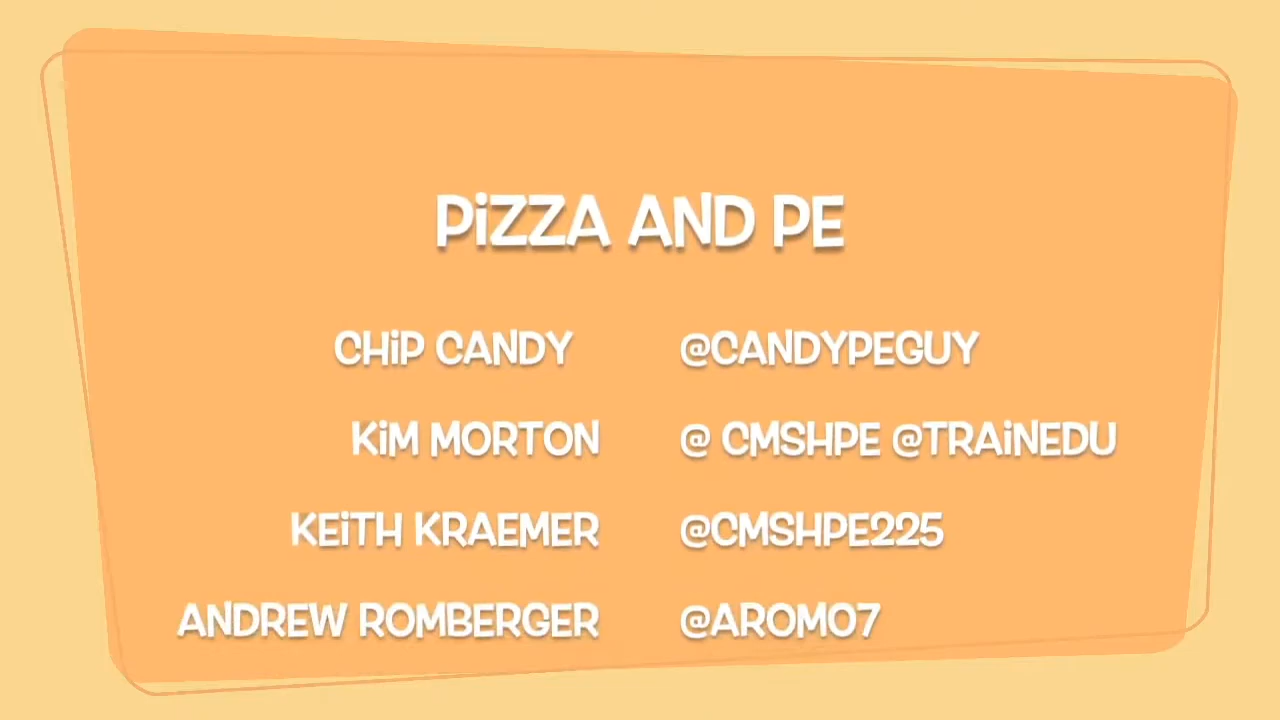 PiZZA AND PE
CHiP CANDY @CANDYPEGUY
KiM MORTON @ CMSHPE @TRAiNEDU
KEiTH KRAEMER @CMSHPE225
ANDREW ROMBERGER @AROM07